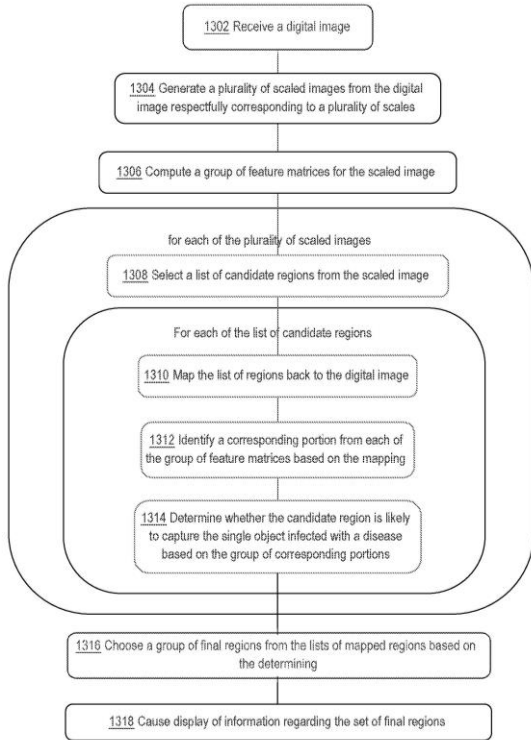 1302 Receive a digital image
1304 Generate a plurality of scaled images from the digital
image respectfully corresponding to a plurality of scales
1306 Compute a group of feature matrices for the scaled image
for each of the plurality of scaled images
1308 Select a list of candidate regions from the scaled image
For each of the list of candidate regions
1310 Map the list of regions back to the digital image
1312 Identify a corresponding portion from each of
the group of feature matrices based on the mapping
1314 Determine whether the candidate region is likely
to capture the single object infected with a disease
based on the group of corresponding portions
1316 Choose a group of final regions from the lists of mapped regions based on
the determining
1318 Cause display of information regarding the set of final regions